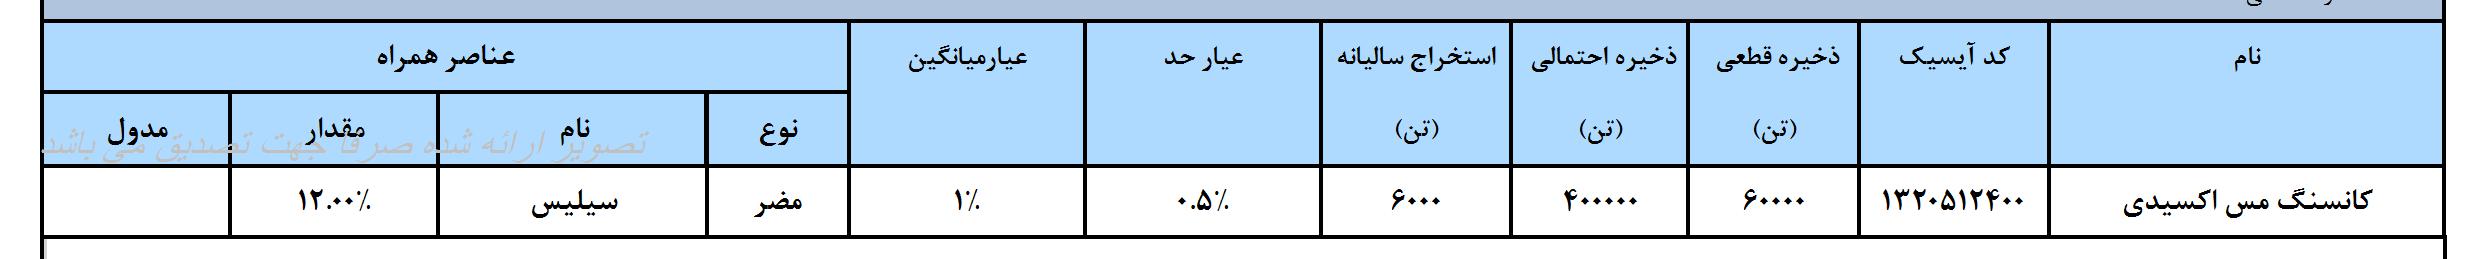 نام
کد آیسیک
ذخیره قطعی
(تن)
ذخیره احتمالی
(تن)
استخراج سالیانه
(تن)
عیار حد
عیارمیانگین
عناصر همراه
نوع
نام
مقدار
مدول
تصویر ارائه شده صرفا جهت تصدیق می باشد
کانسنگ مس اکسیدی
۱۳۲۰۵۱۲۴۰۰
۶۰۰۰۰
۴۰۰۰۰۰
۶۰۰۰
۰.۵%
۱%
مضر
سیلیس
۱۲.۰۰%